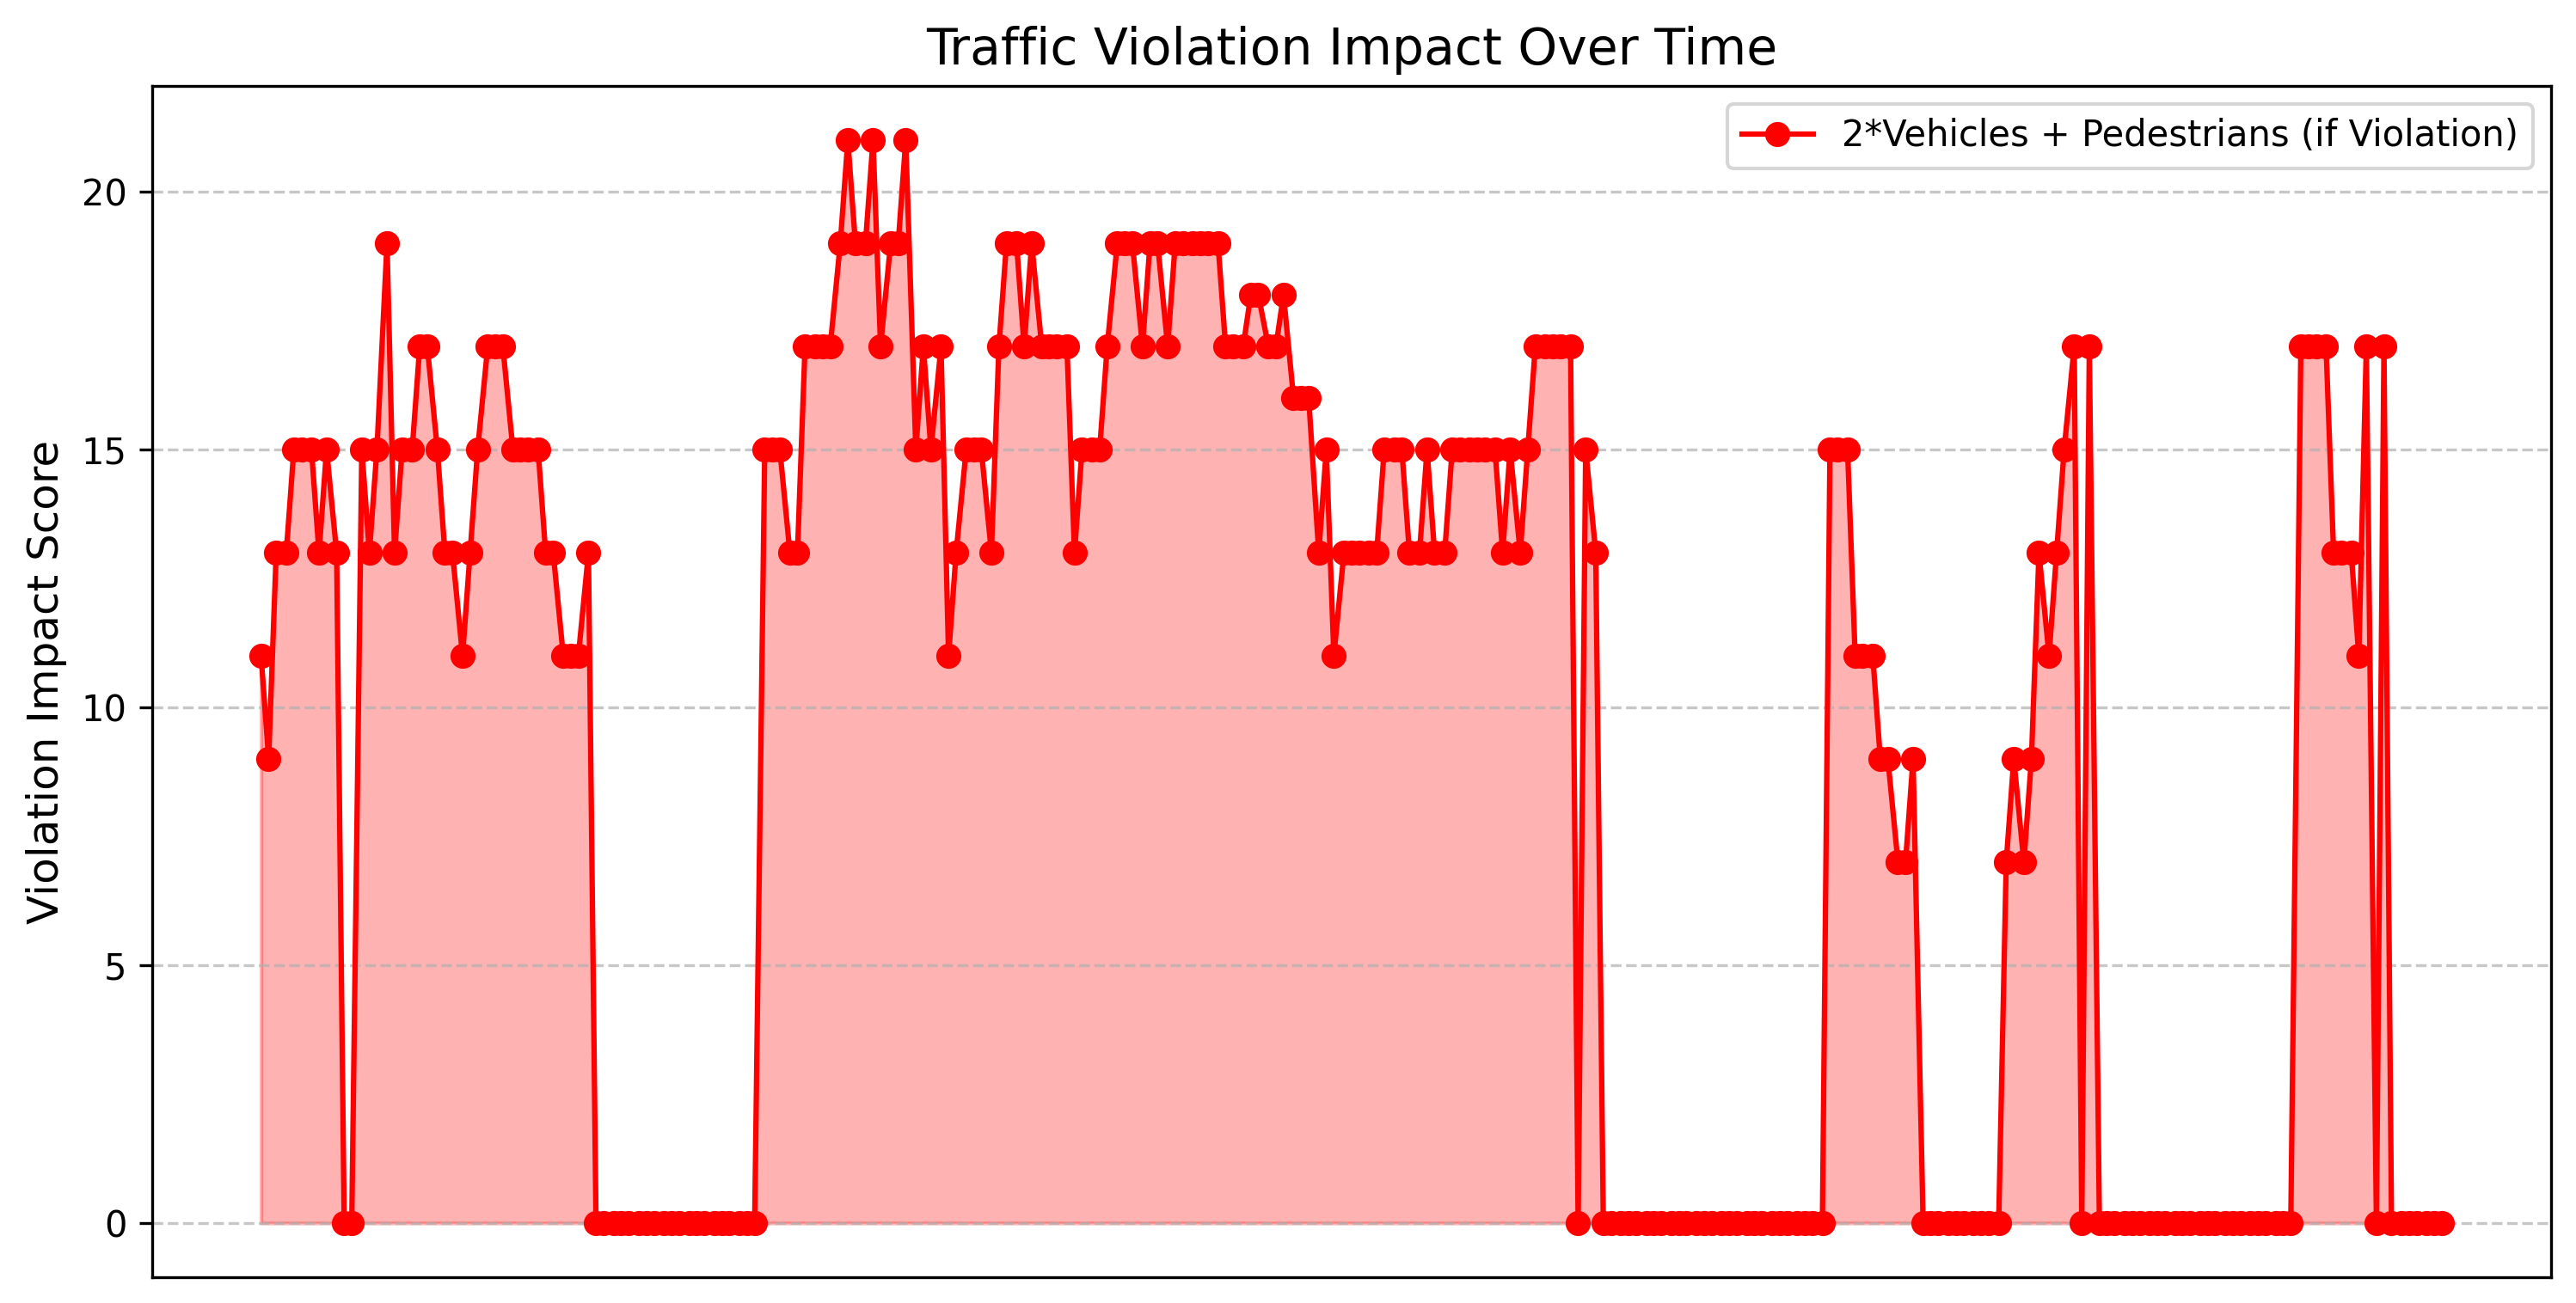 Traffic Violation Impact Over Time
2*Vehicles + Pedestrians (if Violation)
Violation Impact Score
20
15
10
5
0